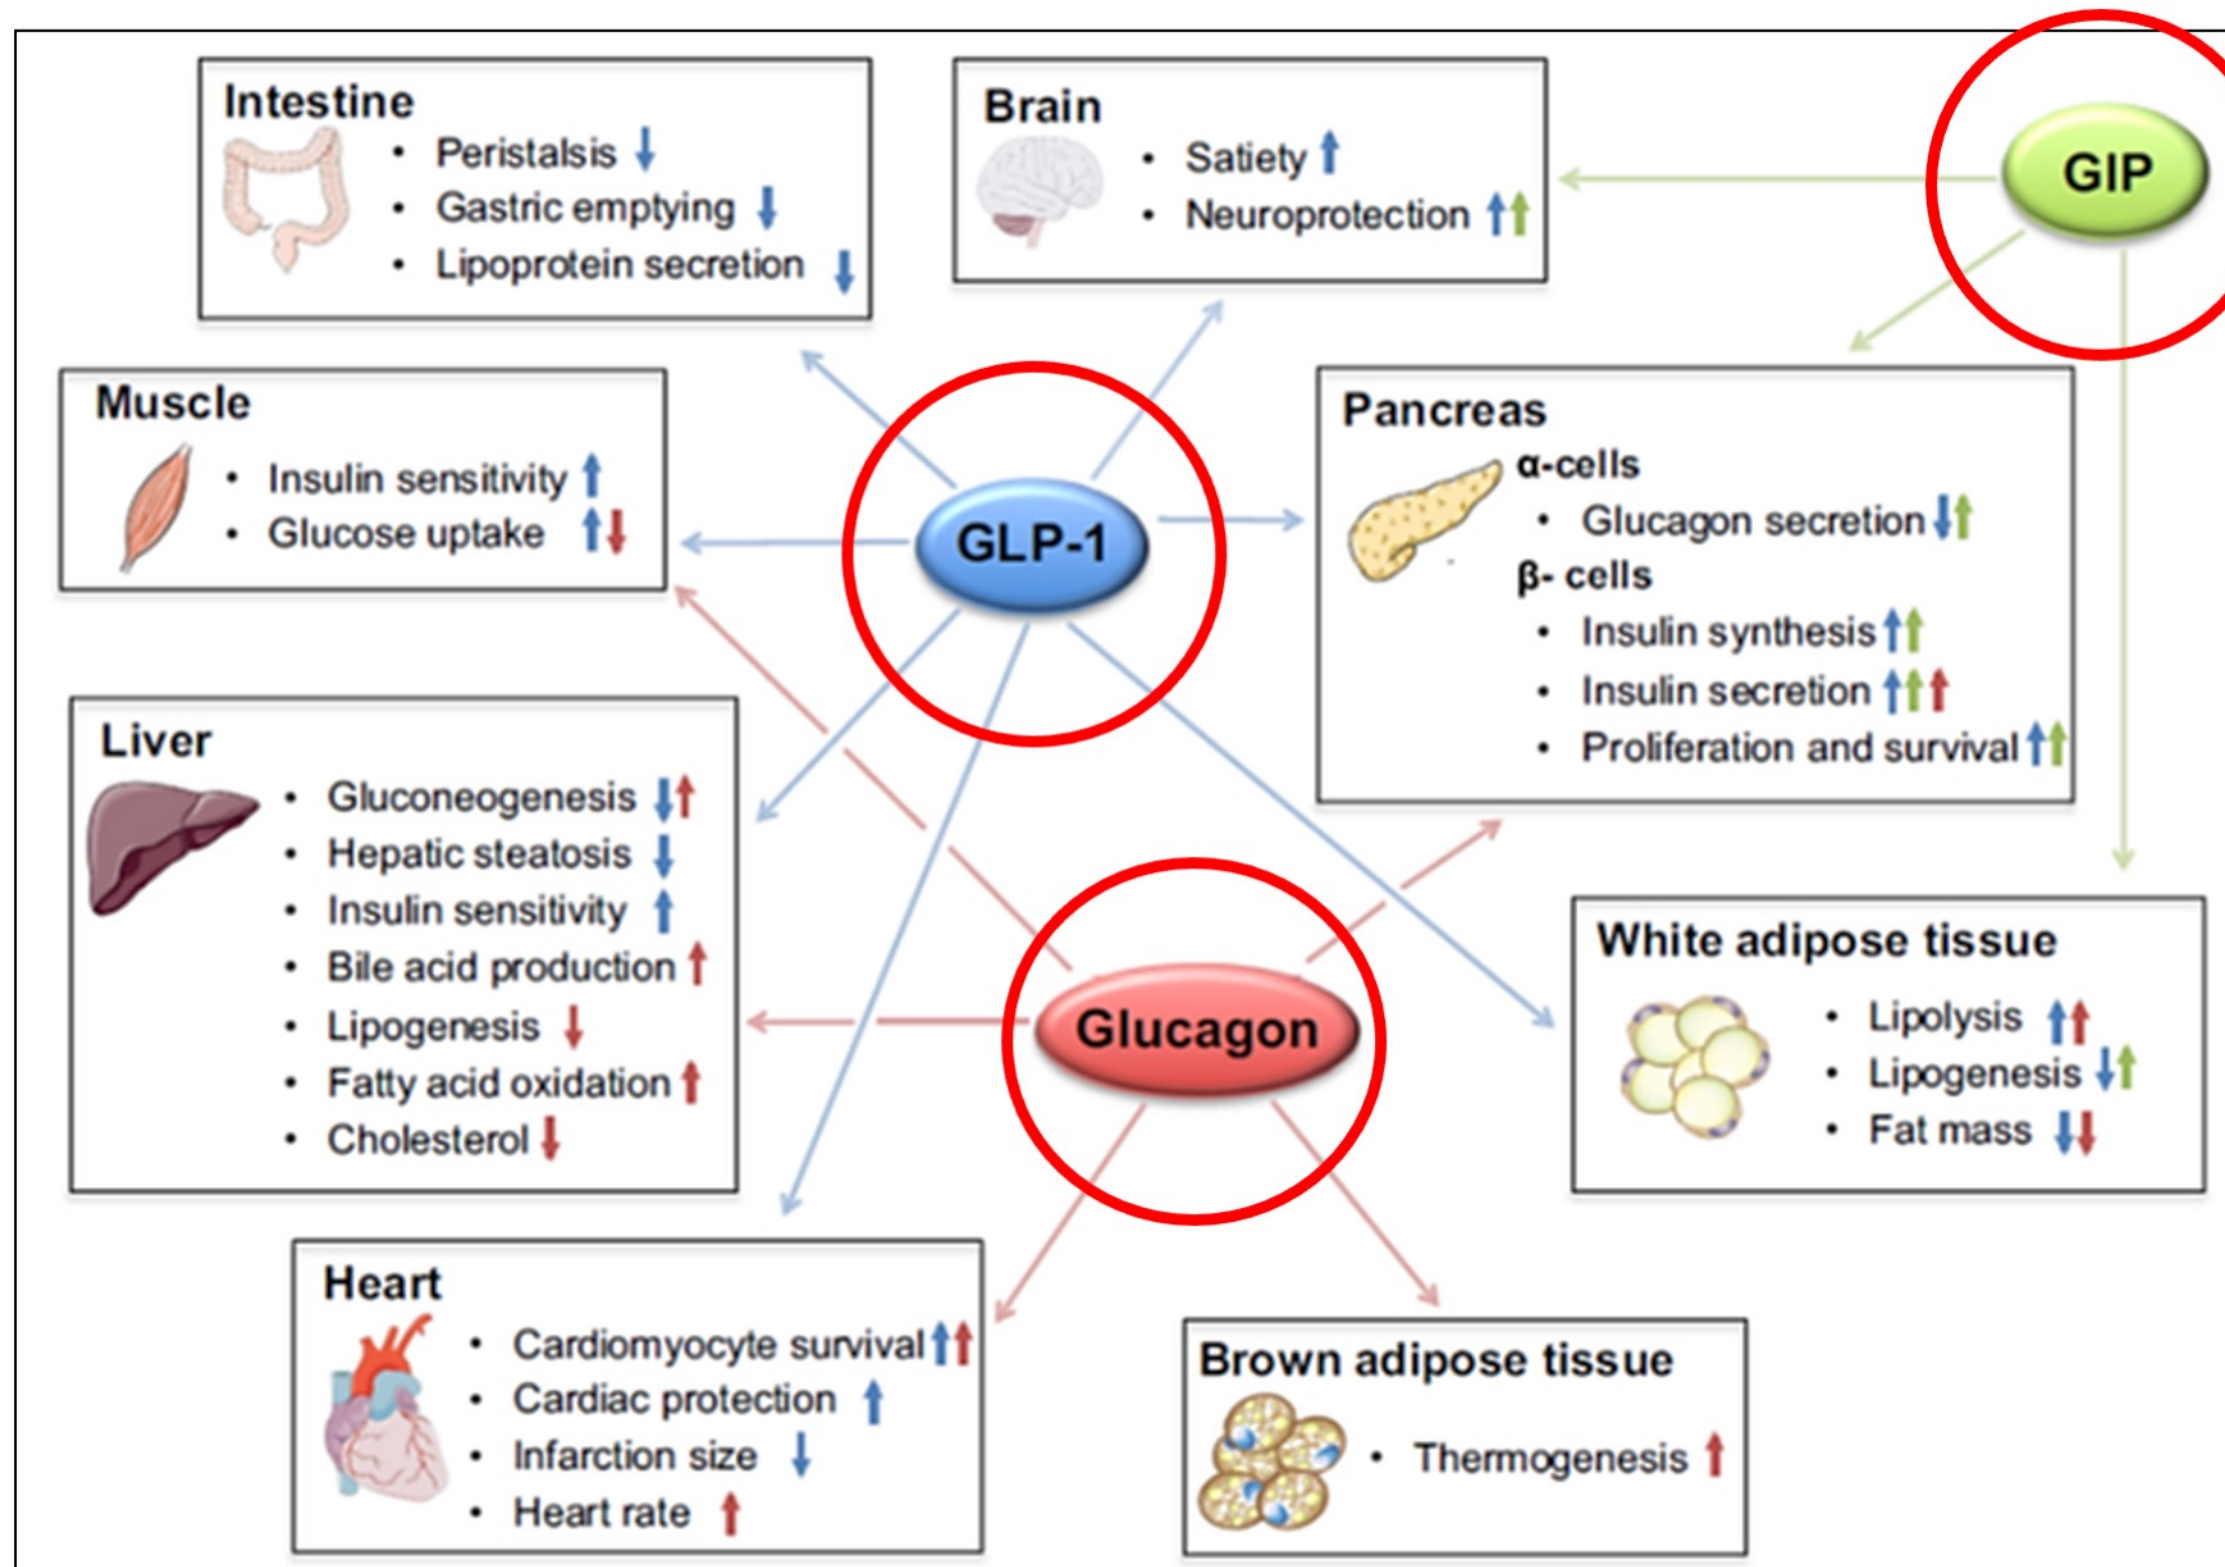 Intestine
• Peristalsis ↓
• Gastric emptying ↓
• Lipoprotein secretion ↓
Brain
• Satiety ↑
• Neuroprotection ↑↑
GIP
Muscle
• Insulin sensitivity ↑
• Glucose uptake ↑↓
GLP-1
Pancreas
α-cells
• Glucagon secretion ↓↑
β- cells
• Insulin synthesis ↑↑
• Insulin secretion ↑↑↑
• Proliferation and survival ↑↑
Liver
• Gluconeogenesis ↓↑
• Hepatic steatosis ↓
• Insulin sensitivity ↑
• Bile acid production ↑
• Lipogenesis ↓
• Fatty acid oxidation ↑
• Cholesterol ↓
Glucagon
White adipose tissue
• Lipolysis ↑↑
• Lipogenesis ↓↑
• Fat mass ↓↓
Heart
• Cardiomyocyte survival ↑↑
• Cardiac protection ↑
• Infarction size ↓
• Heart rate ↑
Brown adipose tissue
• Thermogenesis ↑